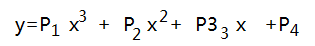 y=P₁ x³ + P₂ x²+ P3₃ x +P₄